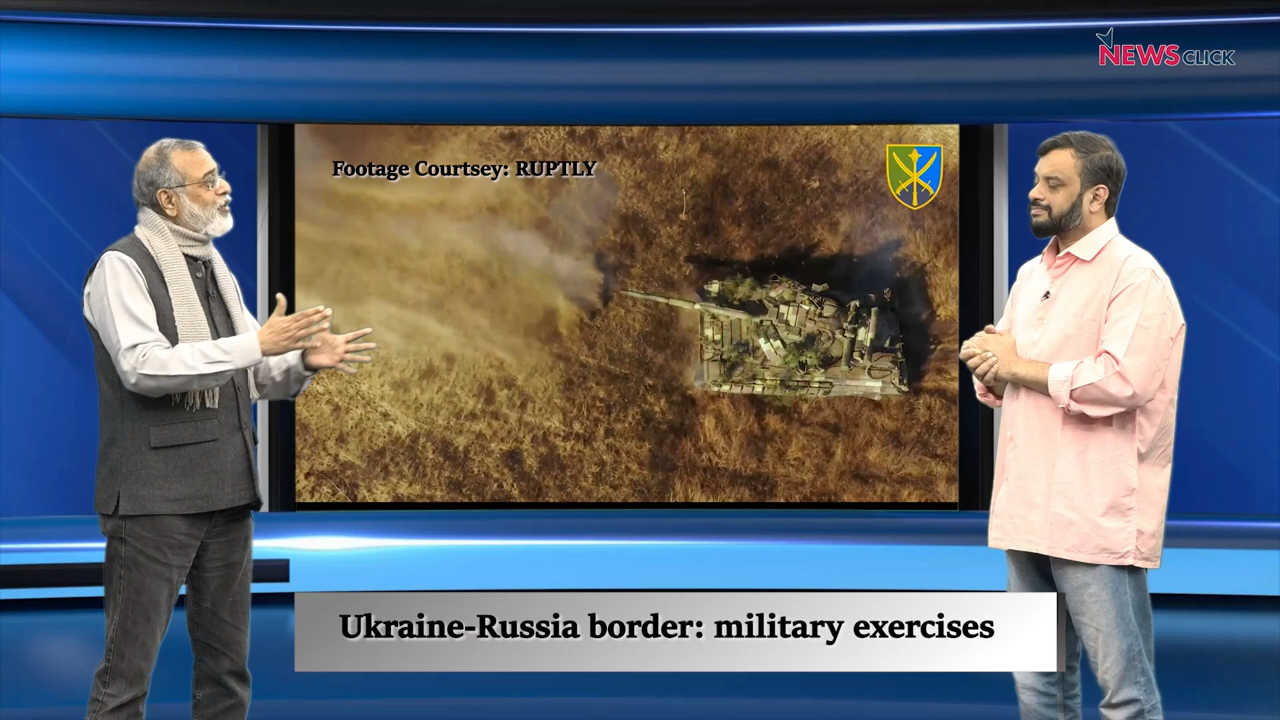 NEWSCLICK
Footage Courtsey: RUPTLY
Ukraine-Russia border: military exercises